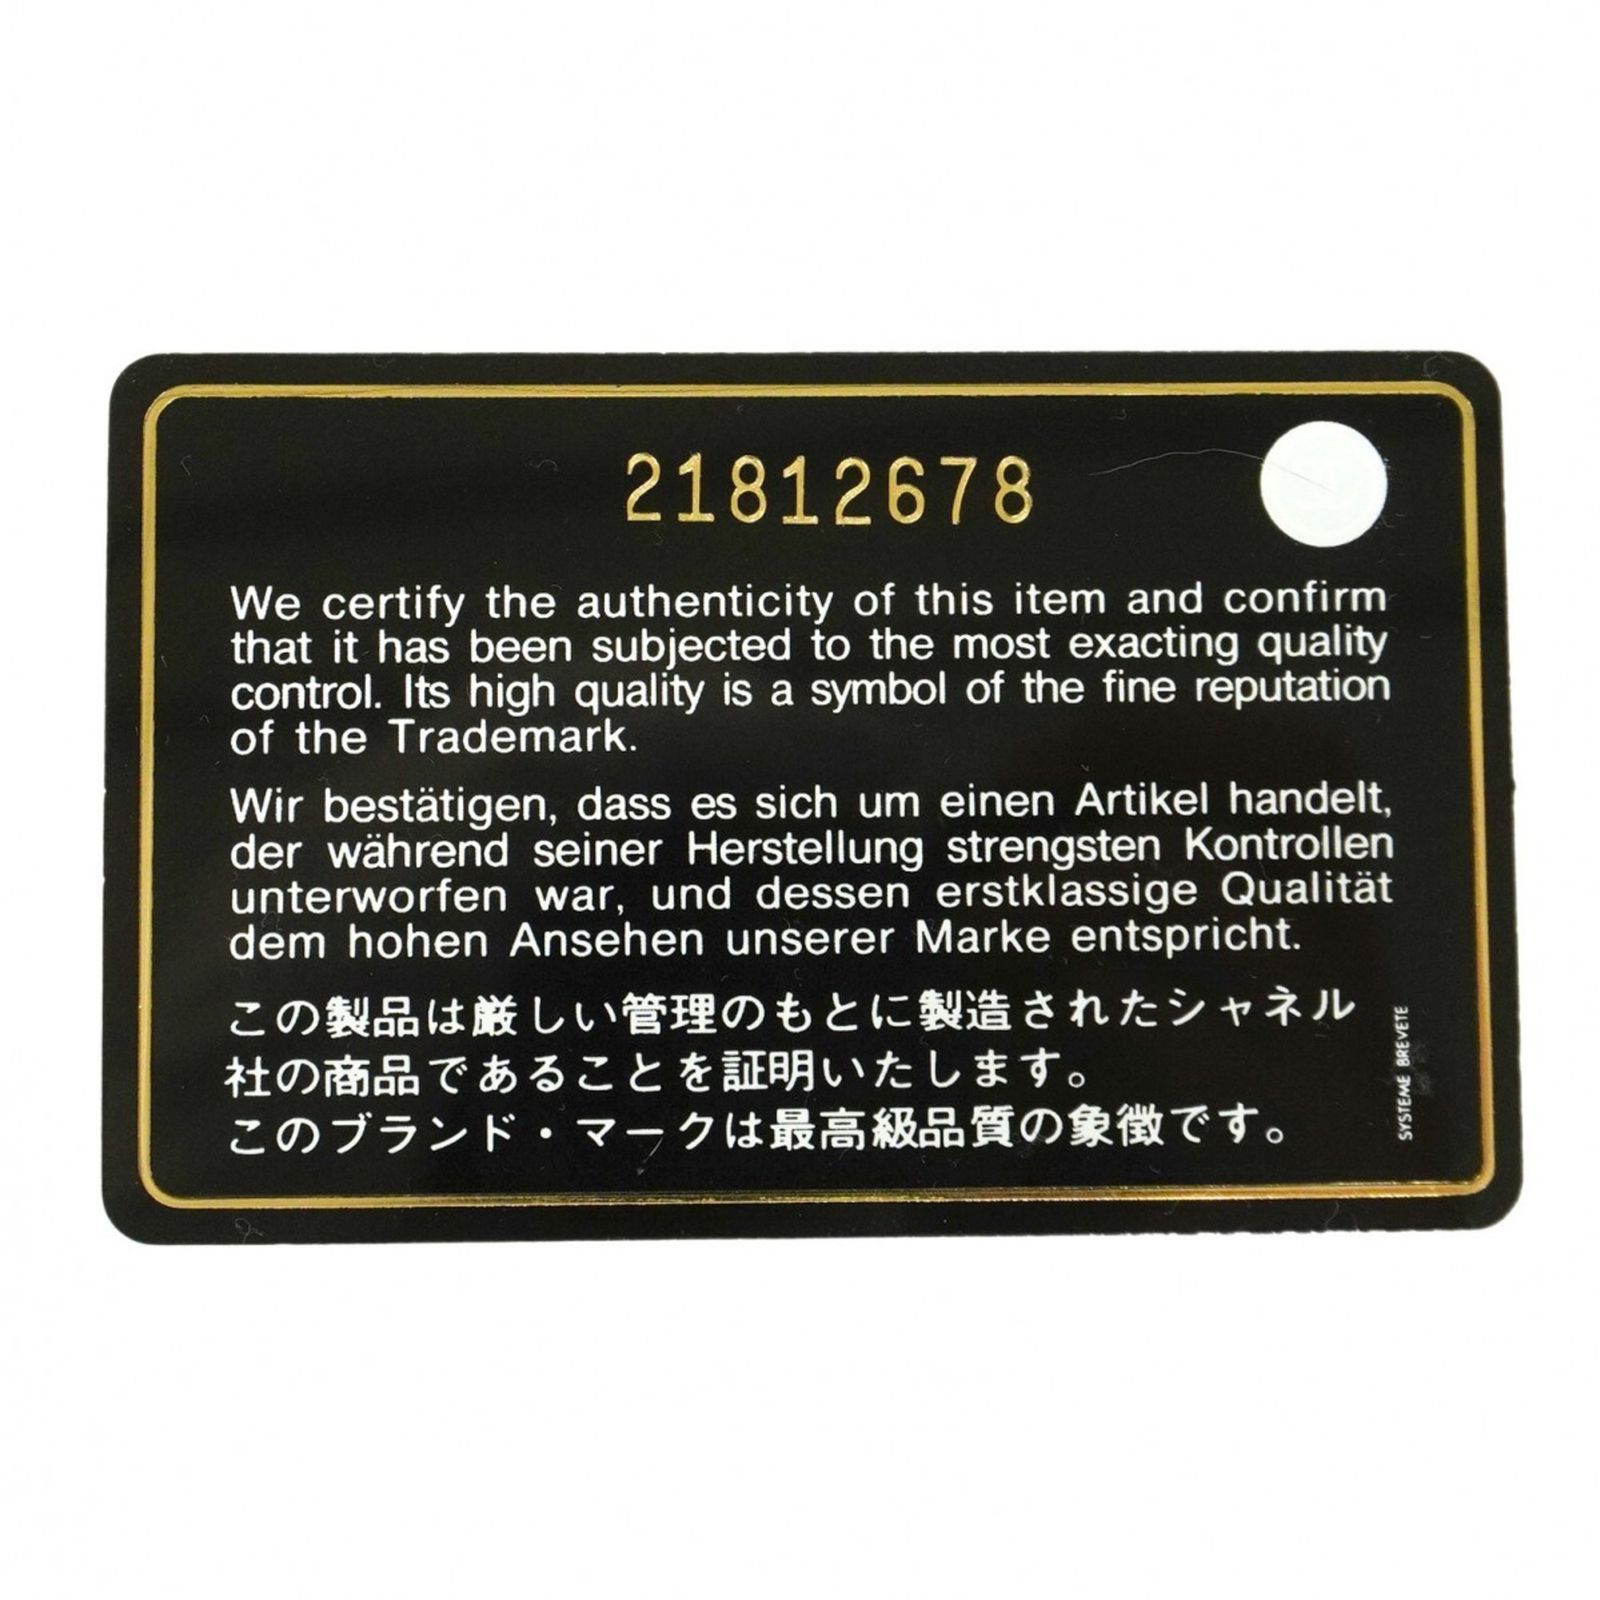 21812678
We certify the authenticity of this item and confirm
that it has been subjected to the most exacting quality
control. Its high quality is a symbol of the fine reputation
of the Trademark.
Wir bestätigen, dass es sich um einen Artikel handelt,
der während seiner Herstellung strengsten Kontrollen
unterworfen war, und dessen erstklassige Qualität
dem hohen Ansehen unserer Marke entspricht.
この製品は厳しい管理のもとに製造されたシャネル
社の商品であることを証明いたします。
このブランド・マークは最高級品質の象徴です。
SYSTEME BREVETE